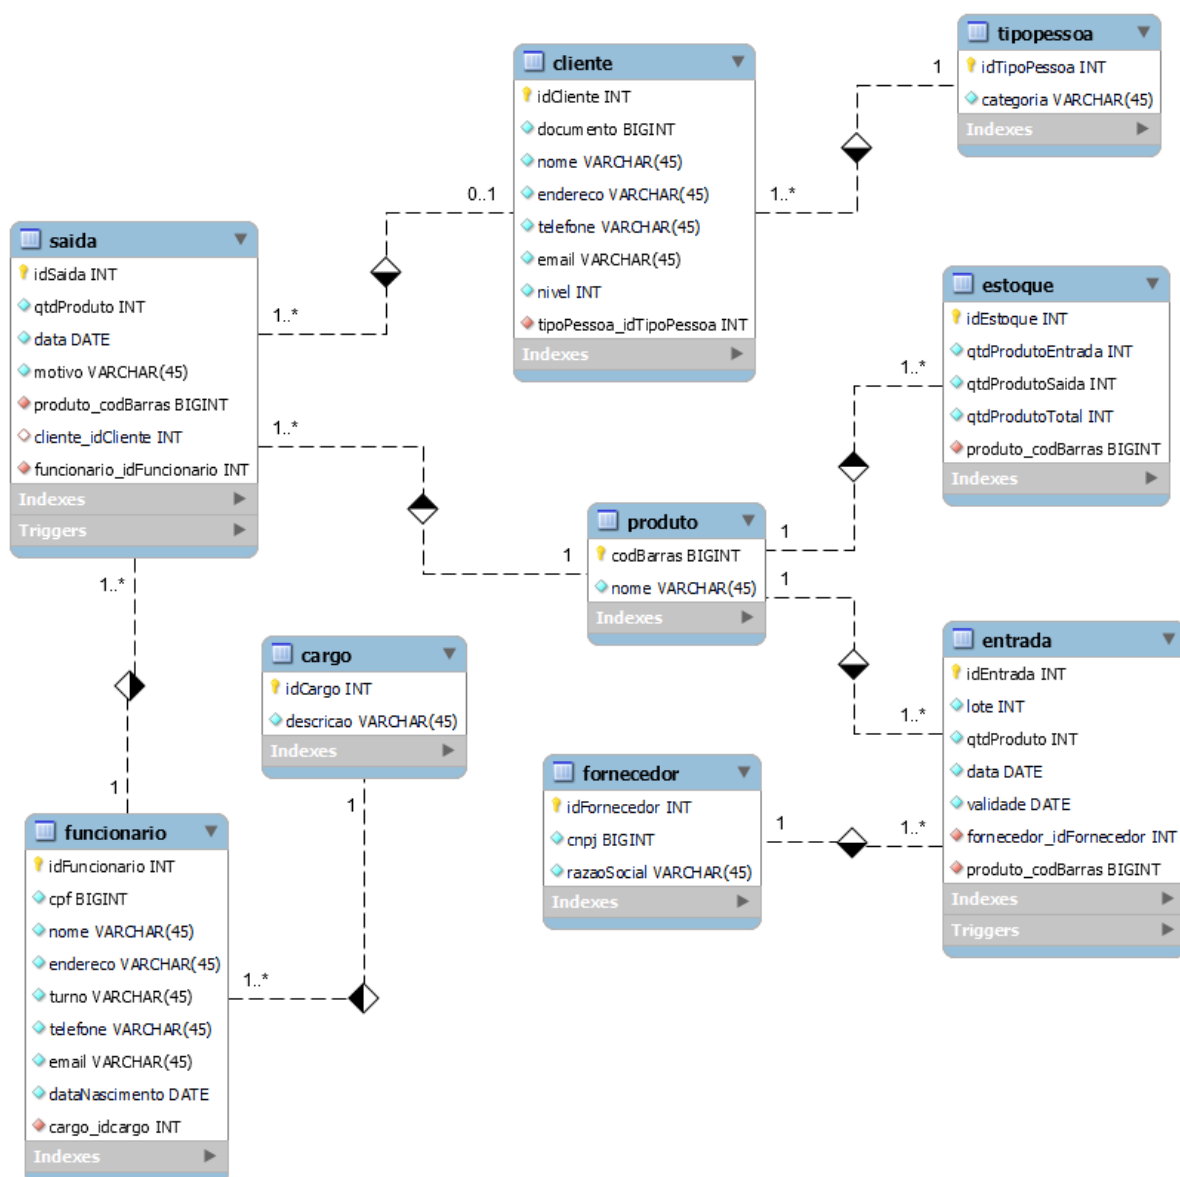 tipopessoa
idTipoPessoa INT
categoria VARCHAR(45)
Indexes
1
1..*
cliente
idCliente INT
documento BIGINT
nome VARCHAR(45)
endereco VARCHAR(45)
telefone VARCHAR(45)
email VARCHAR(45)
nivel INT
tipoPessoa_idTipoPessoa INT
Indexes
0..1
1..*
saida
idSaida INT
qtdProduto INT
data DATE
motivo VARCHAR(45)
produto_codBarras BIGINT
cliente_idCliente INT
funcionario_idFuncionario INT
Indexes
Triggers
1..*
1
1..*
1
estoque
idEstoque INT
qtdProdutoEntrada INT
qtdProdutoSaida INT
qtdProdutoTotal INT
produto_codBarras BIGINT
Indexes
1..*
1
produto
codBarras BIGINT
nome VARCHAR(45)
Indexes
1
1..*
entrada
idEntrada INT
lote INT
qtdProduto INT
data DATE
validade DATE
fornecedor_idFornecedor INT
produto_codBarras BIGINT
Indexes
Triggers
cargo
idCargo INT
descricao VARCHAR(45)
Indexes
1
1..*
fornecedor
idFornecedor INT
cnpj BIGINT
razaoSocial VARCHAR(45)
Indexes
1
1..*
funcionario
idFuncionario INT
cpf BIGINT
nome VARCHAR(45)
endereco VARCHAR(45)
turno VARCHAR(45)
telefone VARCHAR(45)
email VARCHAR(45)
dataNascimento DATE
cargo_idcargo INT
Indexes